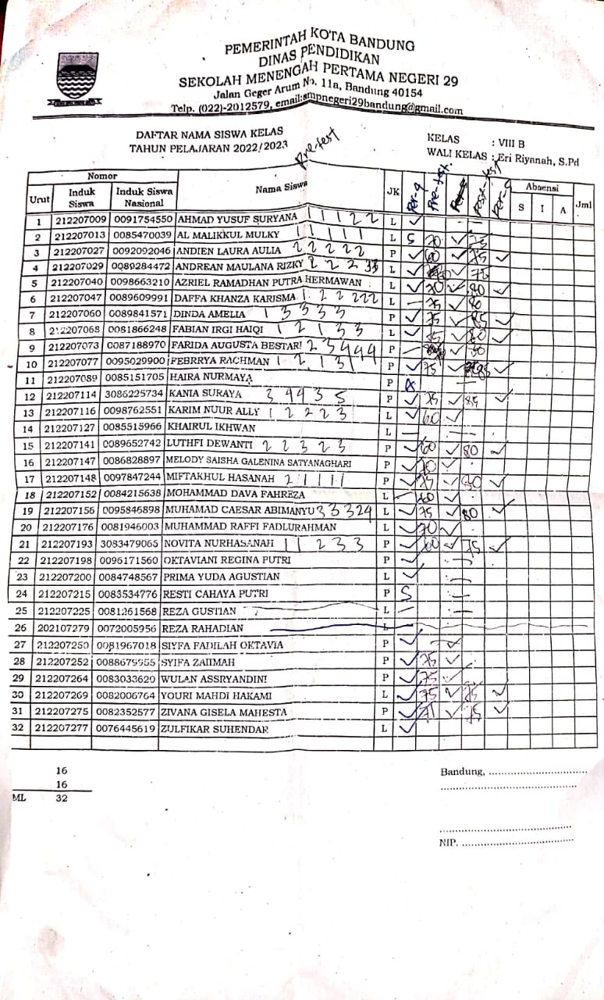 PEMERINTAH KOTA BANDUNG
DINAS PENDIDIKAN
SEKOLAH MENENGAH PERTAMA NEGERI 29
Jalan Geger Arum No. 11a, Bandung 40154
Telp. (022)-2012579, email:smpnegeri29bandung@gmail.com
DAFTAR NAMA SISWA KELAS
TAHUN PELAJARAN 2022/2023
Pre-test
KELAS : VIII B
WALI KELAS : Eri Riyanah, S.Pd
Nomor Nama Siswa JK Per-4 Pre-test Post-test Per-5 Absensi Jml
Urut Induk Siswa Induk Siswa Nasional S I A
1 212207009 0091754550 AHMAD YUSUF SURYANA 1 1 1 2 2 L ✓ -
2 212207013 0085470039 AL MALIKKUL MULKY 1 1 1 1 1 L S 70 ✓ 75
3 212207027 0092092046 ANDIEN LAURA AULIA 2 2 2 2 2 P ✓ 60 ✓ 75 ✓
4 212207029 0089284472 ANDREAN MAULANA RIZKY 2 2 2 3 3 L ✓ ✓ 75
5 212207040 0098663210 AZRIEL RAMADHAN PUTRA HERMAWAN L ✓ 70 ✓ 80 ✓
6 212207047 0089609991 DAFFA KHANZA KARISMA 1 2 2 2 2 2 L - 75 ✓ 80
7 212207060 0089841571 DINDA AMELIA 1 3 3 3 3 P ✓ 75 ✓ 85 ✓
8 212207068 0081866248 FABIAN IRGI HAIQI 1 2 1 3 3 L ✓ ✓ 80 ✓
9 212207073 0087188970 FARIDA AUGUSTA BESTARI 2 3 4 4 4 P - ✓
10 212207077 0095029900 FEBRRYA RACHMAN 1 2 1 3 1 P ✓ 75 ✓ 85 ✓
11 212207089 0085151705 HAIRA NURMAYA P -
12 212207114 3086225734 KANIA SURAYA 3 4 4 3 5 P ✓ 75 ✓ 85 ✓
13 212207116 0098762551 KARIM NUUR ALLY 1 2 2 2 3 L ✓ 60 ✓
14 212207127 0085515966 KHAIRUL IKHWAN L - -
15 212207141 0089652742 LUTHFI DEWANTI 2 2 3 2 3 P ✓ 60 ✓ 80 ✓
16 212207147 0086828897 MELODY SAISHA GALENINA SATYANAGHARI P ✓ 70 ✓
17 212207148 0097847244 MIFTAKHUL HASANAH 2 1 1 1 1 P ✓ 75 ✓ 80 ✓
18 212207152 0084215638 MOHAMMAD DAVA FAHREZA L - 60 ✓
19 212207156 0095846898 MUHAMAD CAESAR ABIMANYU 3 3 3 2 4 L ✓ 75 ✓ 80 ✓
20 212207176 0081946003 MUHAMMAD RAFFI FADLURAHMAN L ✓ 70 ✓
21 212207193 3083479065 NOVITA NURHASANAH 1 1 2 3 3 P ✓ 60 ✓ 75 ✓
22 212207198 0096171560 OKTAVIANI REGINA PUTRI P ✓ -
23 212207200 0084748567 PRIMA YUDA AGUSTIAN L ✓ -
24 212207215 0083534776 RESTI CAHAYA PUTRI P S -
25 212207225 0081261568 REZA GUSTIAN L - -
26 202107279 0072005956 REZA RAHADIAN L
27 212207250 0081967018 SIYFA FADILAH OKTAVIA P ✓ -
28 212207252 0088679955 SYIFA ZAIIMAH P ✓ 75 ✓
29 212207264 0083033620 WULAN ASSRYANDINI P ✓ 75 ✓
30 212207269 0082006764 YOURI MAHDI HAKAMI L ✓ 75 ✓ 75 ✓
31 212207275 0082352577 ZIVANA GISELA MAHESTA P ✓ 71 ✓ 75 ✓
32 212207277 0076445619 ZULFIKAR SUHENDAR L ✓
16
16
ML 32
Bandung, ..............................
NIP. ..............................